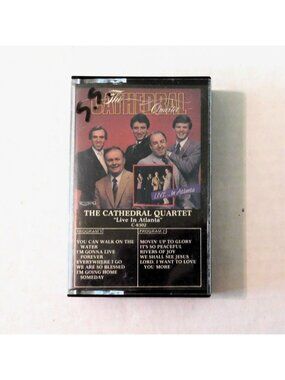 The
CATHEDRAL
Quartet
LIVE...in Atlanta
THE CATHEDRAL QUARTET
"Live In Atlanta"
C-6302
PROGRAM 1
YOU CAN WALK ON THE
WATER
I'M GONNA LIVE
FOREVER
EVERYWHERE I GO
WE ARE SO BLESSED
I'M GOING HOME
SOMEDAY
PROGRAM 2
MOVIN' UP TO GLORY
IT'S SO PEACEFUL
RIVERS OF JOY
WE SHALL SEE JESUS
LORD, I WANT TO LOVE
YOU MORE